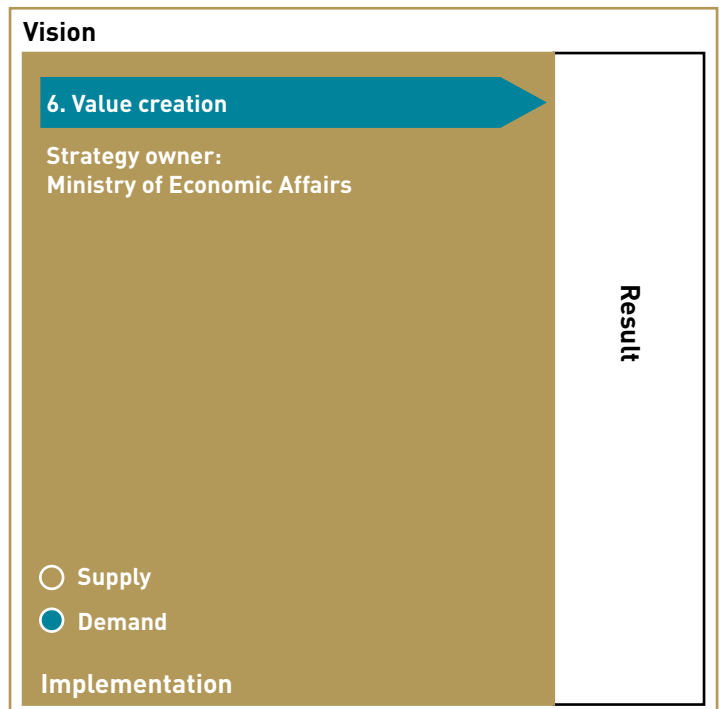 Vision
6. Value creation
Strategy owner:
Ministry of Economic Affairs
Result
Supply
Demand
Implementation